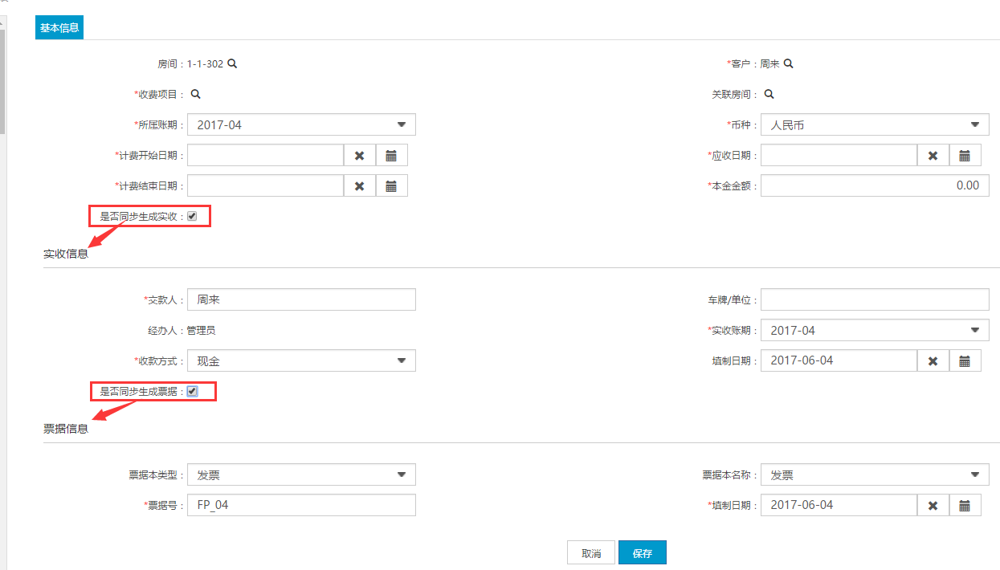 基本信息
房间：1-1-302
*客户：周来
*收费项目：
关联房间：
*所属账期：2017-04
*币种：人民币
*计费开始日期：
*应收日期：
*计费结束日期：
*本金金额：0.00
是否同步生成实收：
实收信息
*交款人：周来
车牌/单位：
经办人：管理员
*实收账期：2017-04
*收款方式：现金
填制日期：2017-06-04
是否同步生成票据：
票据信息
票据本类型：发票
票据本名称：发票
*票据号：FP_04
*填制日期：2017-06-04
取消
保存